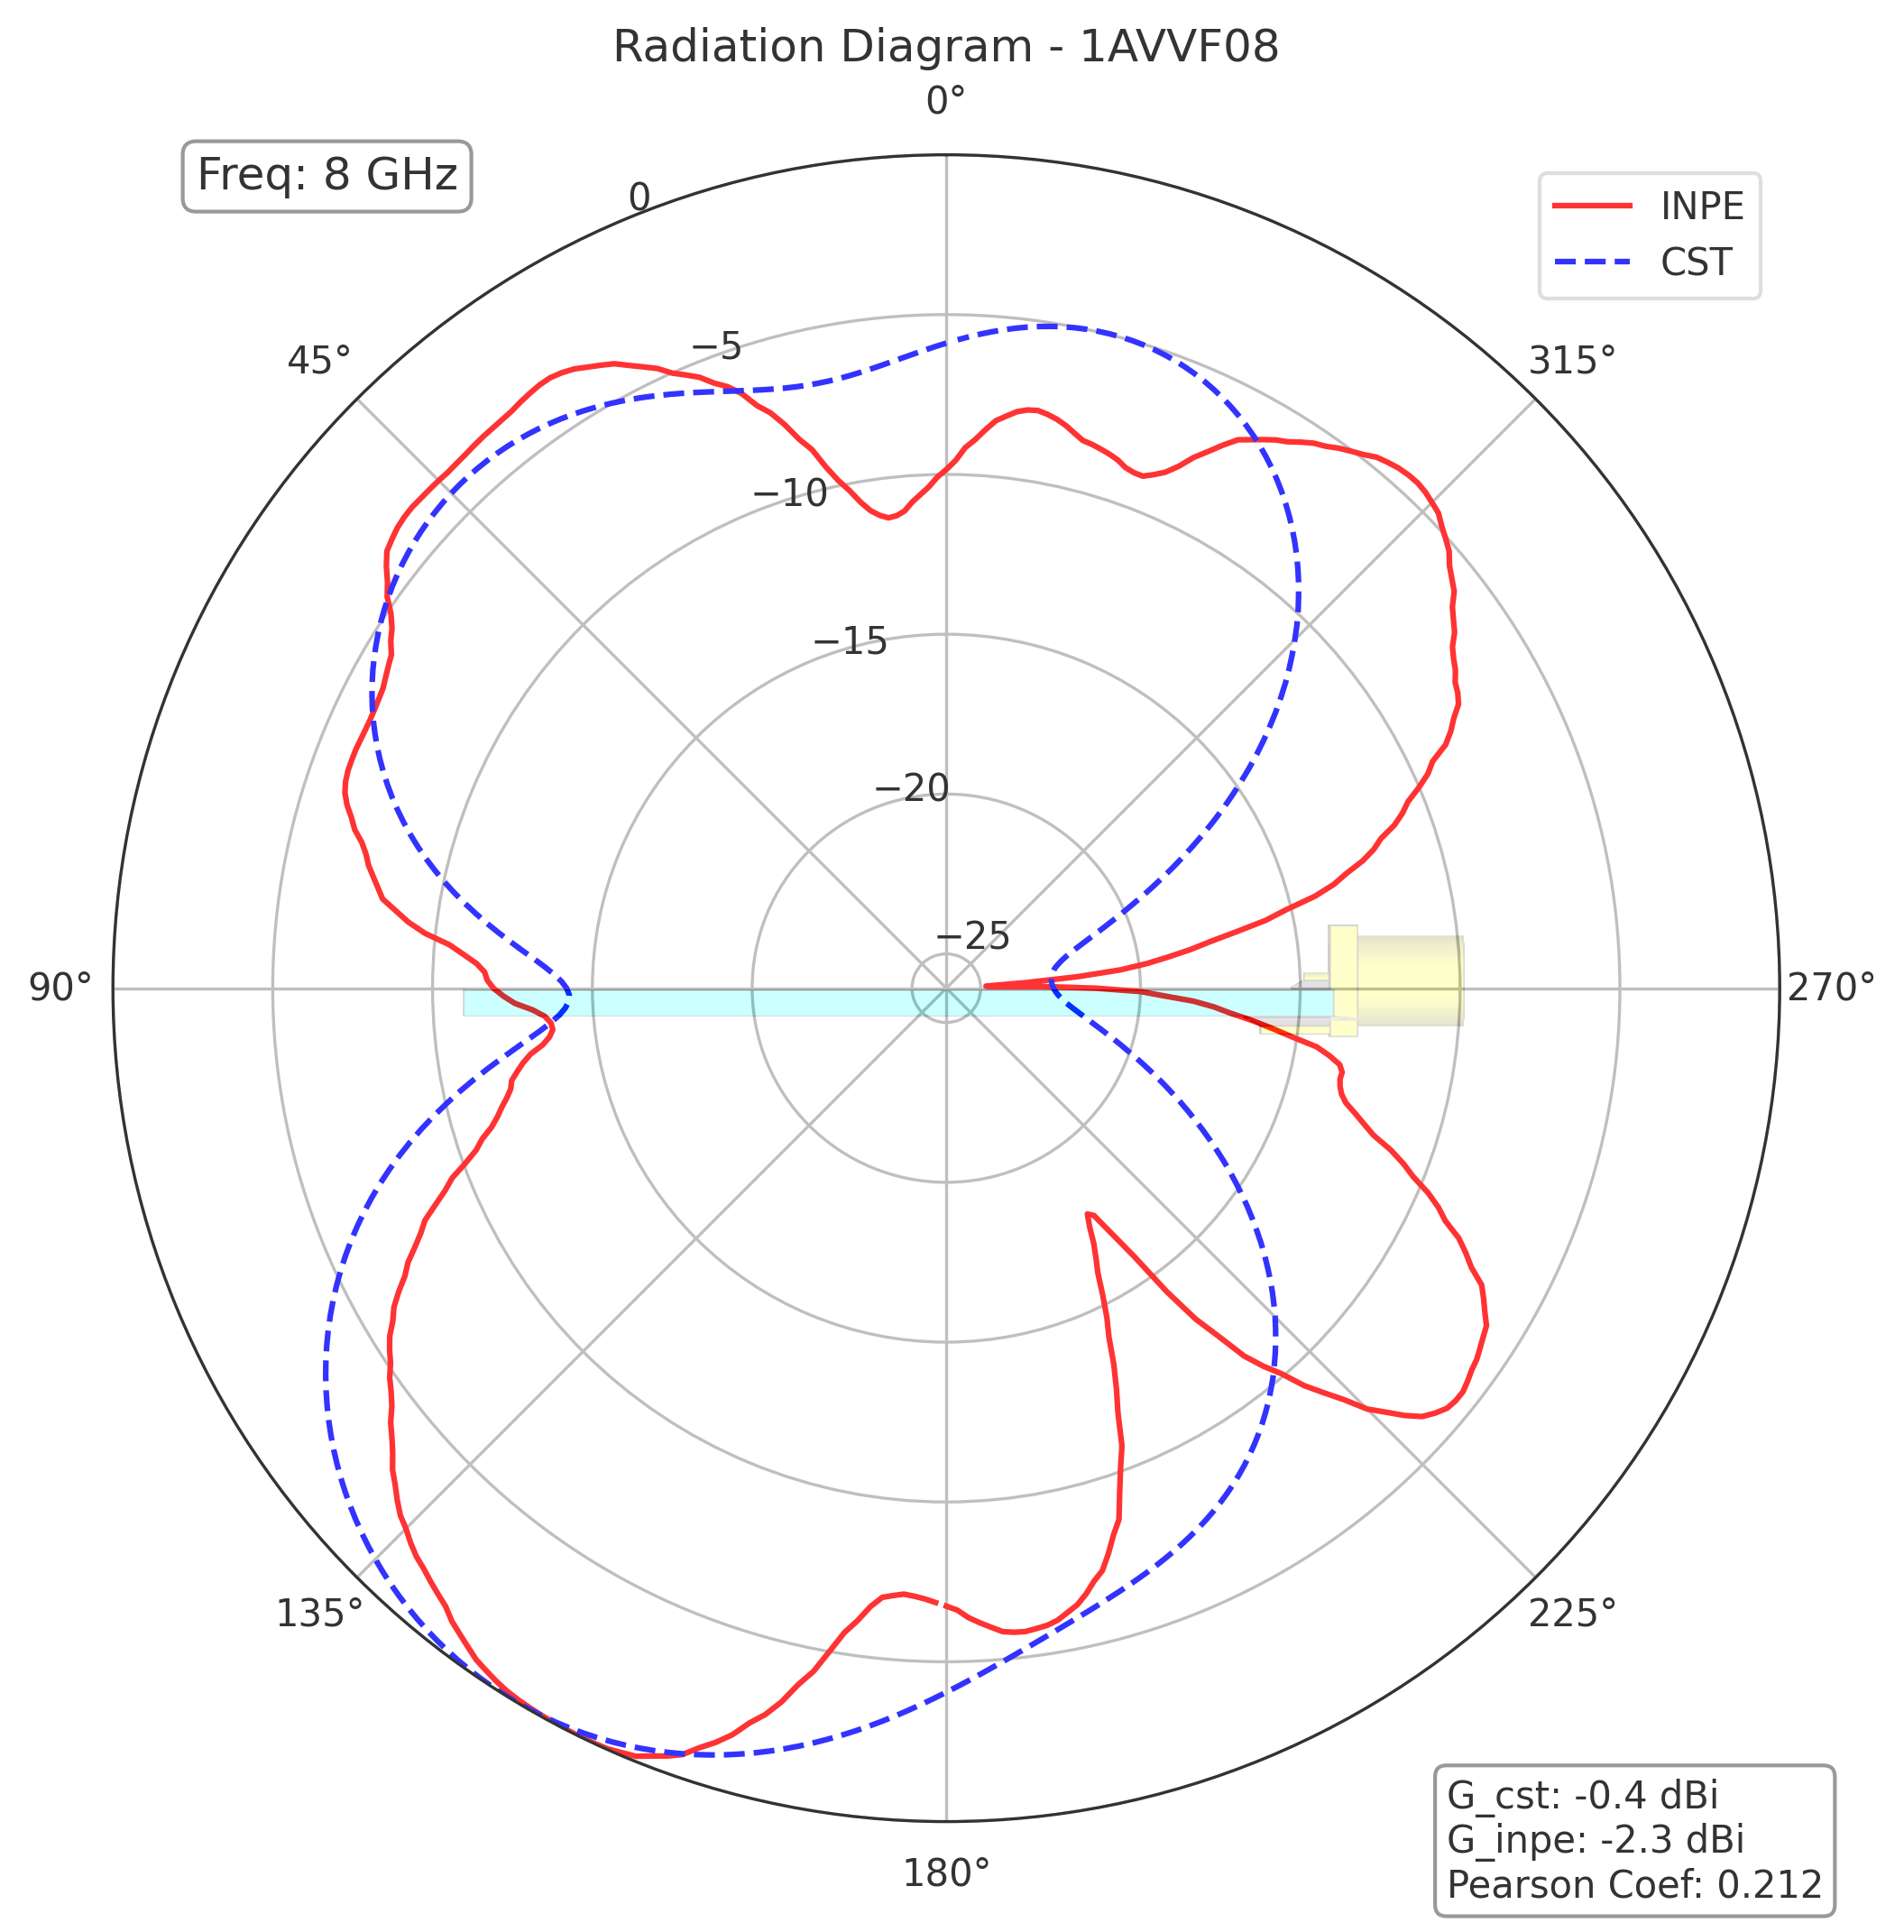 Radiation Diagram - 1AVVF08
0°
Freq: 8 GHz
0
INPE
CST
45°
−5
315°
−10
−15
−20
−25
90°
270°
135°
225°
180°
G_cst: -0.4 dBi
G_inpe: -2.3 dBi
Pearson Coef: 0.212